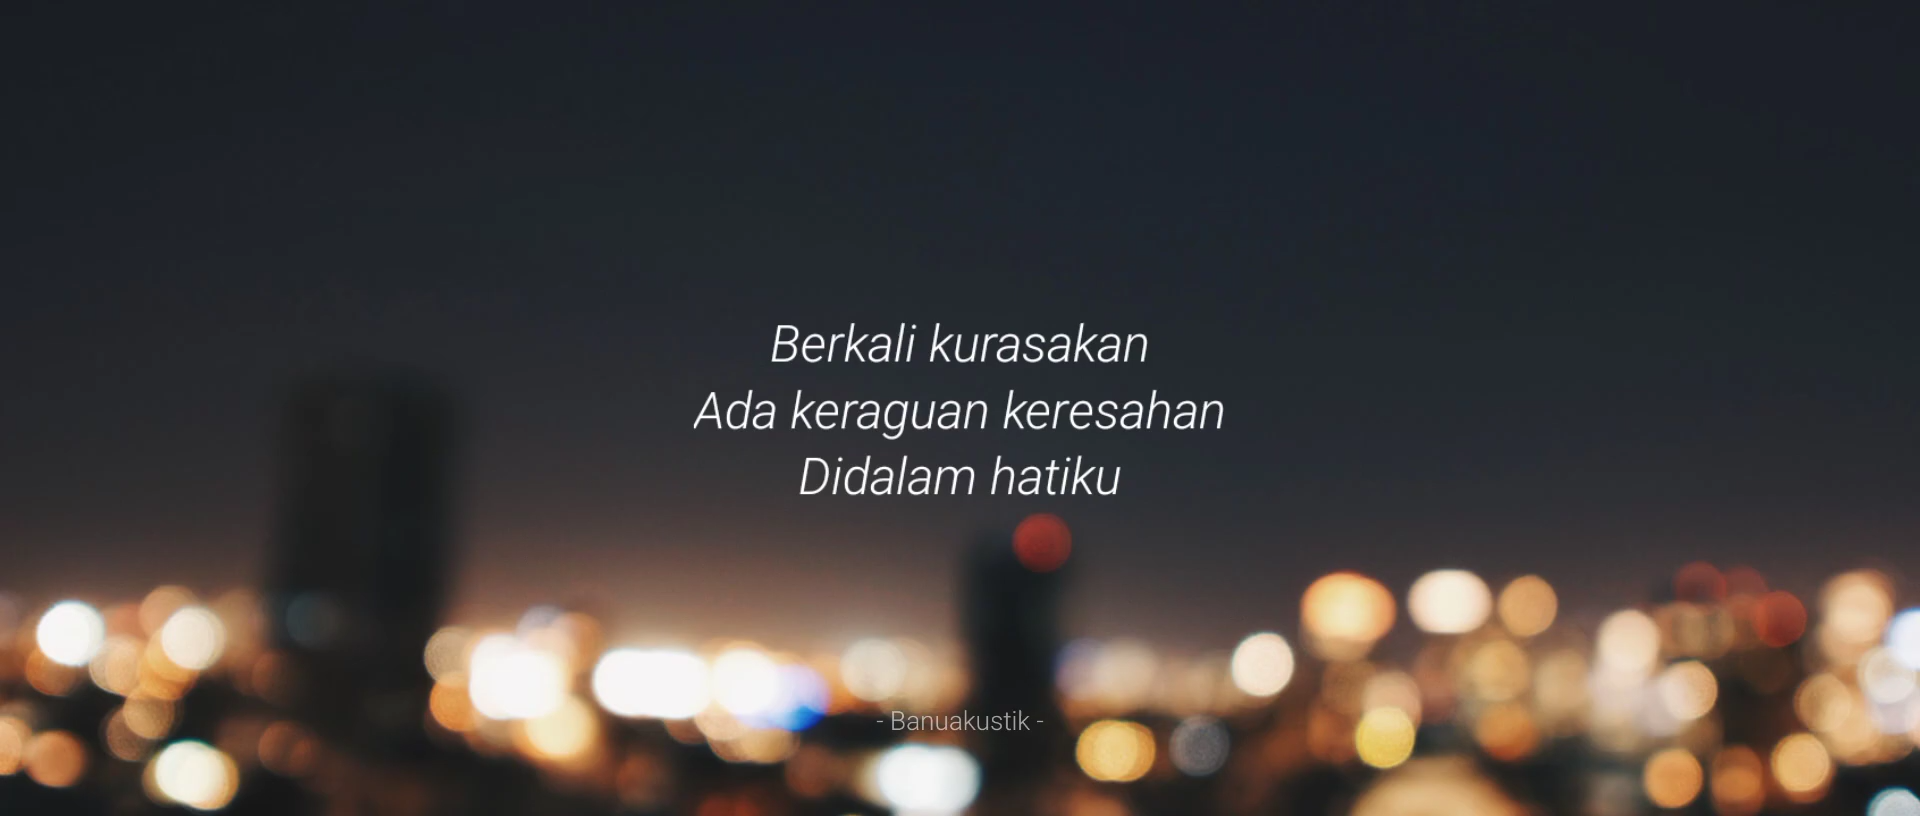 Berkali kurasakan
Ada keraguan keresahan
Didalam hatiku
- Banuakustik -